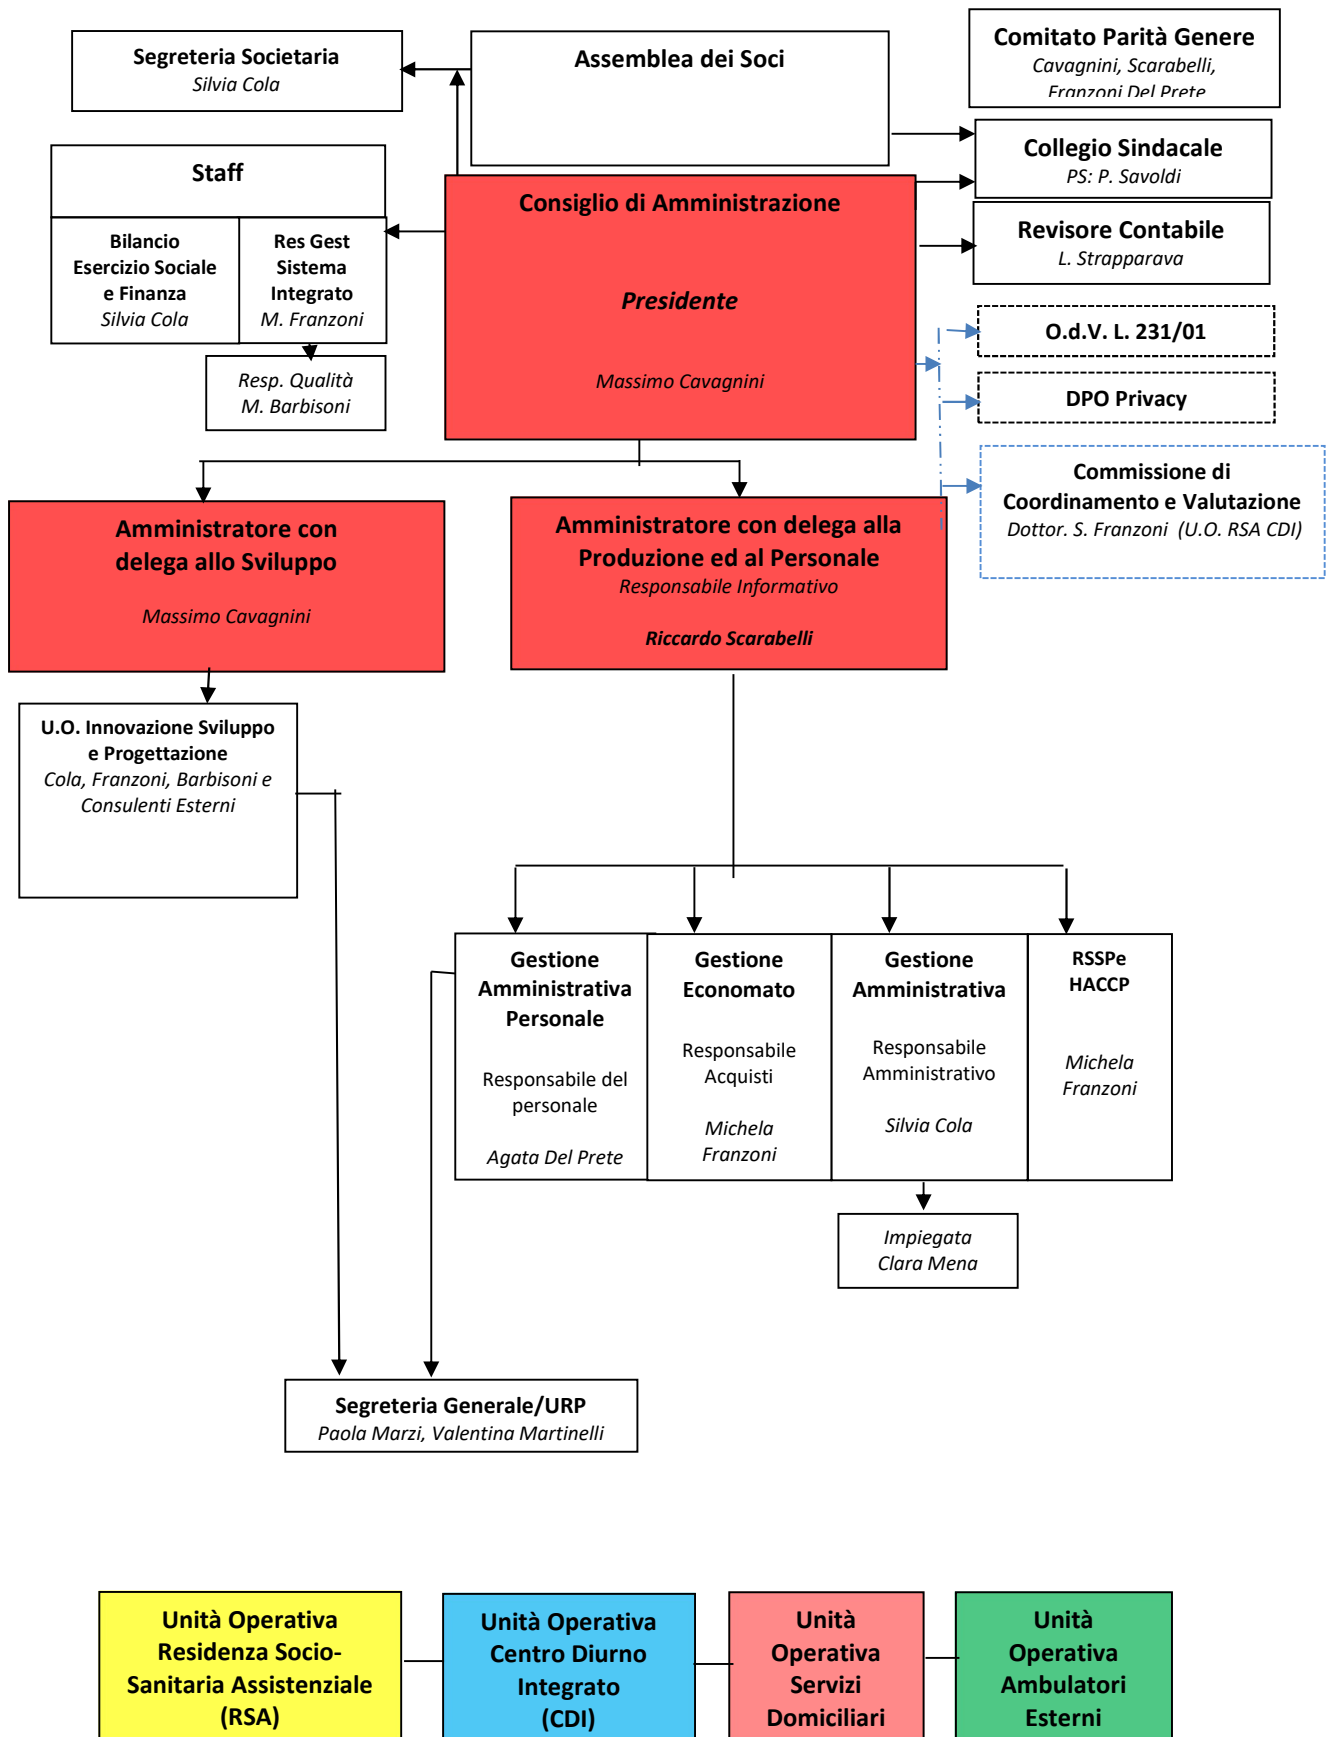 Segreteria Societaria
Silvia Cola
Assemblea dei Soci
Comitato Parità Genere
Cavagnini, Scarabelli,
Franzoni Del Prete
Collegio Sindacale
PS: P. Savoldi
Staff
Bilancio
Esercizio Sociale
e Finanza
Silvia Cola
Res Gest
Sistema
Integrato
M. Franzoni
Resp. Qualità
M. Barbisoni
Consiglio di Amministrazione
Presidente
Massimo Cavagnini
Revisore Contabile
L. Strapparava
O.d.V. L. 231/01
DPO Privacy
Commissione di
Coordinamento e Valutazione
Dottor. S. Franzoni  (U.O. RSA CDI)
Amministratore con
delega allo Sviluppo
Massimo Cavagnini
Amministratore con delega alla
Produzione ed al Personale
Responsabile Informativo
Riccardo Scarabelli
U.O. Innovazione Sviluppo
e Progettazione
Cola, Franzoni, Barbisoni e
Consulenti Esterni
Gestione
Amministrativa
Personale
Responsabile del
personale
Agata Del Prete
Gestione
Economato
Responsabile
Acquisti
Michela
Franzoni
Gestione
Amministrativa
Responsabile
Amministrativo
Silvia Cola
RSSPe
HACCP
Michela
Franzoni
Impiegata
Clara Mena
Segreteria Generale/URP
Paola Marzi, Valentina Martinelli
Unità Operativa
Residenza Socio-
Sanitaria Assistenziale
(RSA)
Unità Operativa
Centro Diurno
Integrato
(CDI)
Unità
Operativa
Servizi
Domiciliari
Unità
Operativa
Ambulatori
Esterni